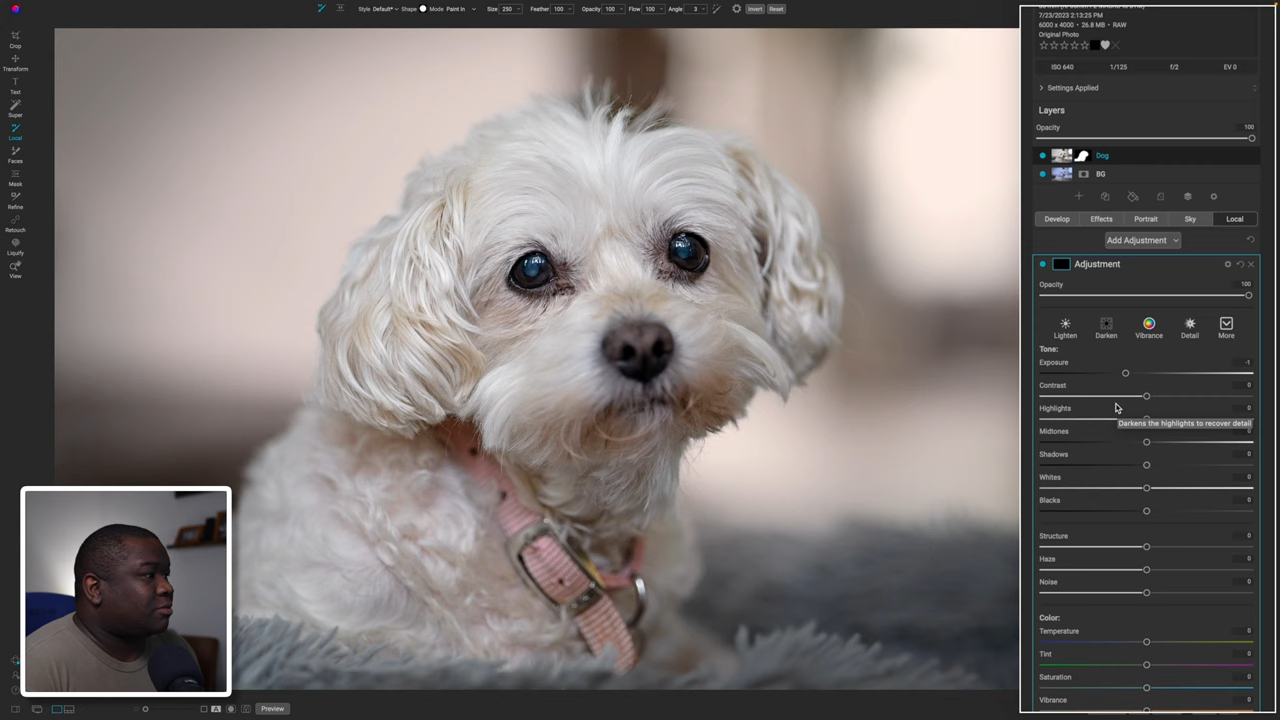 Style Default* Shape Mode Paint In Size 250 Feather 100 Opacity 100 Flow 100 Angle 3 Invert Reset
Crop
Transform
Text
Super
Local
Faces
Mask
Refine
Retouch
Liquify
View
7/23/2023 2:13:25 PM
6000 x 4000 • 26.8 MB • RAW
Original Photo
ISO 640 1/125 f/2 EV 0
Settings Applied
Layers
Opacity 100
Dog
BG
Develop Effects Portrait Sky Local
Add Adjustment
Adjustment
Opacity 100
Lighten Darken Vibrance Detail More
Tone:
Exposure -1
Contrast 0
Highlights 0
Darkens the highlights to recover detail
Midtones
Shadows 0
Whites 0
Blacks 0
Structure 0
Haze 0
Noise 0
Color:
Temperature 0
Tint 0
Saturation 0
Vibrance 0
A Preview